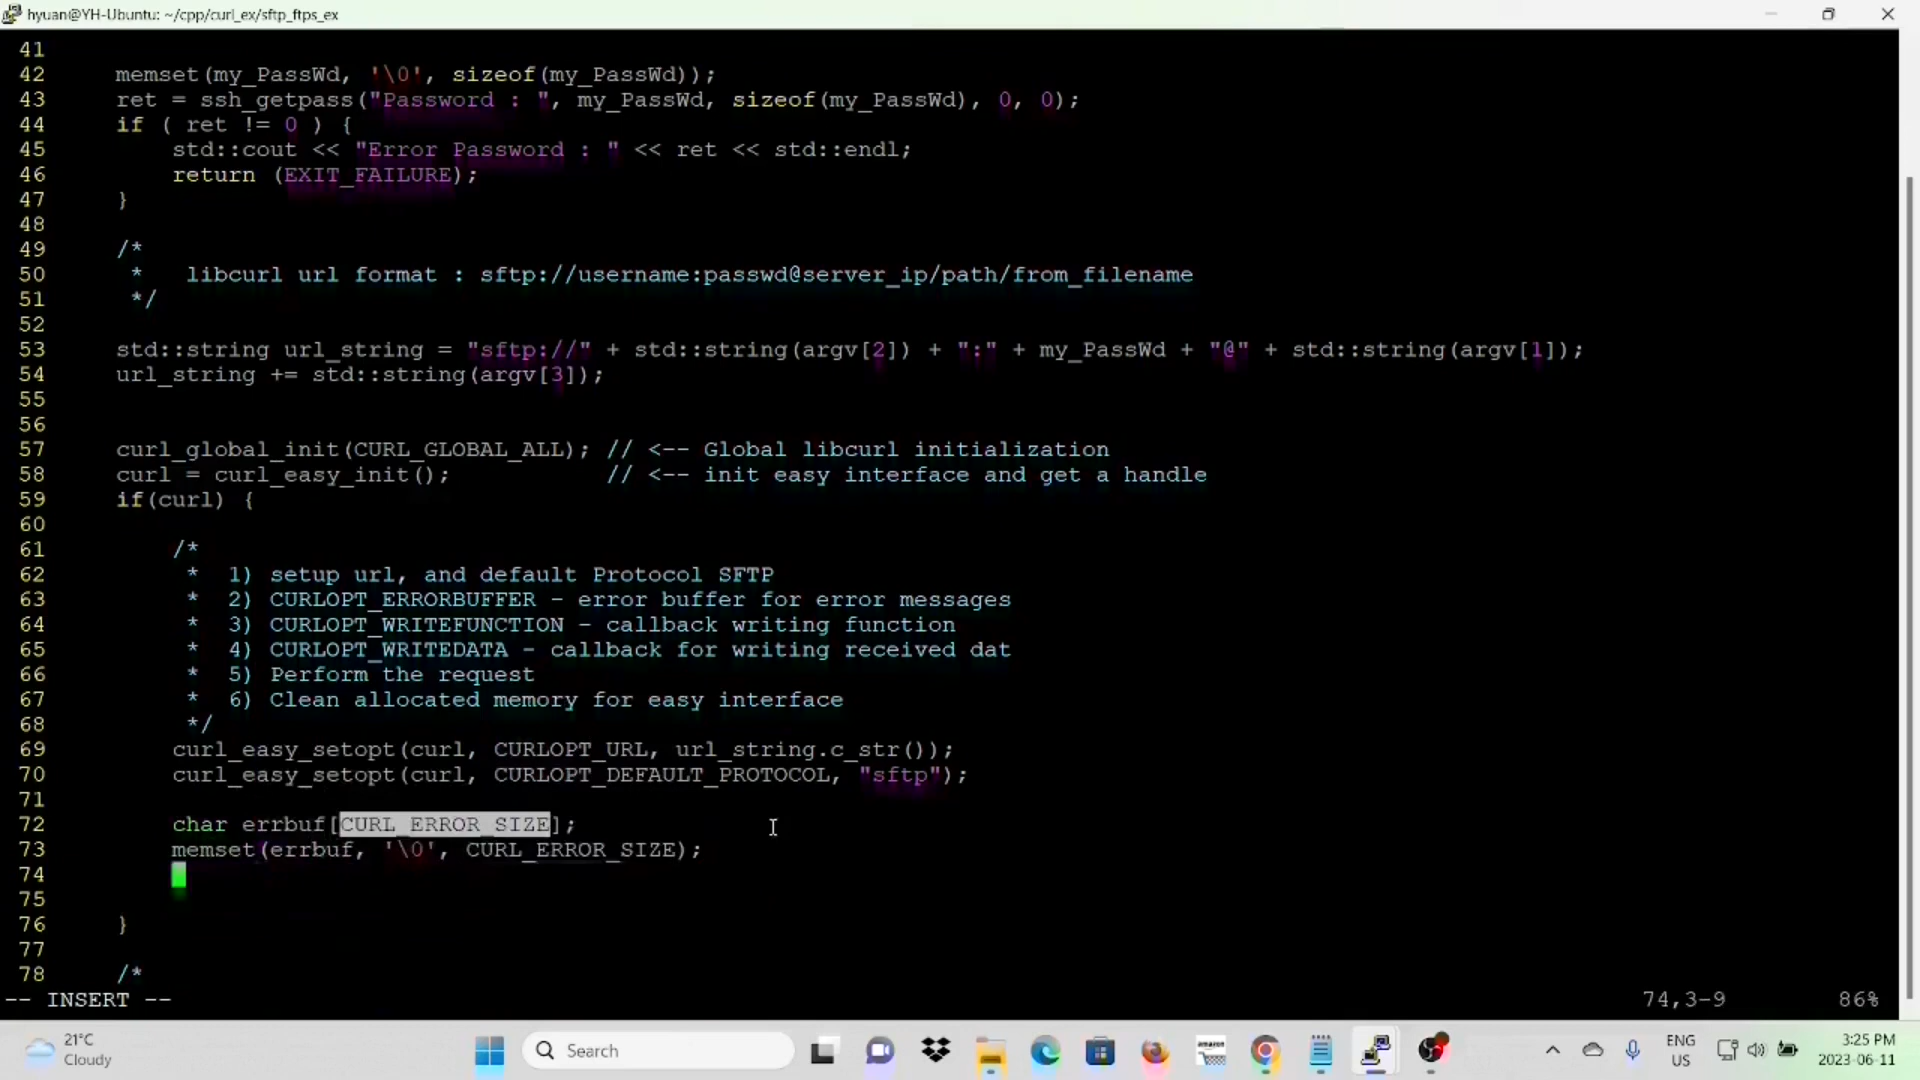 hyuan@YH-Ubuntu: ~/cpp/curl_ex/sftp_ftps_ex
41
42     memset(my_PassWd, '\0', sizeof(my_PassWd));
43     ret = ssh_getpass("Password : ", my_PassWd, sizeof(my_PassWd), 0, 0);
44     if ( ret != 0 ) {
45         std::cout << "Error Password : " << ret << std::endl;
46         return (EXIT_FAILURE);
47     }
48
49     /*
50      *   libcurl url format : sftp://username:passwd@server_ip/path/from_filename
51      */
52
53     std::string url_string = "sftp://" + std::string(argv[2]) + ":" + my_PassWd + "@" + std::string(argv[1]);
54     url_string += std::string(argv[3]);
55
56
57     curl_global_init(CURL_GLOBAL_ALL); // <-- Global libcurl initialization
58     curl = curl_easy_init();           // <-- init easy interface and get a handle
59     if(curl) {
60
61         /*
62          *  1) setup url, and default Protocol SFTP
63          *  2) CURLOPT_ERRORBUFFER - error buffer for error messages
64          *  3) CURLOPT_WRITEFUNCTION - callback writing function
65          *  4) CURLOPT_WRITEDATA - callback for writing received dat
66          *  5) Perform the request
67          *  6) Clean allocated memory for easy interface
68          */
69         curl_easy_setopt(curl, CURLOPT_URL, url_string.c_str());
70         curl_easy_setopt(curl, CURLOPT_DEFAULT_PROTOCOL, "sftp");
71
72         char errbuf[CURL_ERROR_SIZE];
73         memset(errbuf, '\0', CURL_ERROR_SIZE);
74
75
76     }
77
78     /*
-- INSERT -- 74,3-9 86%
21°C
Cloudy
Search
amazon
ENG
US
3:25 PM
2023-06-11